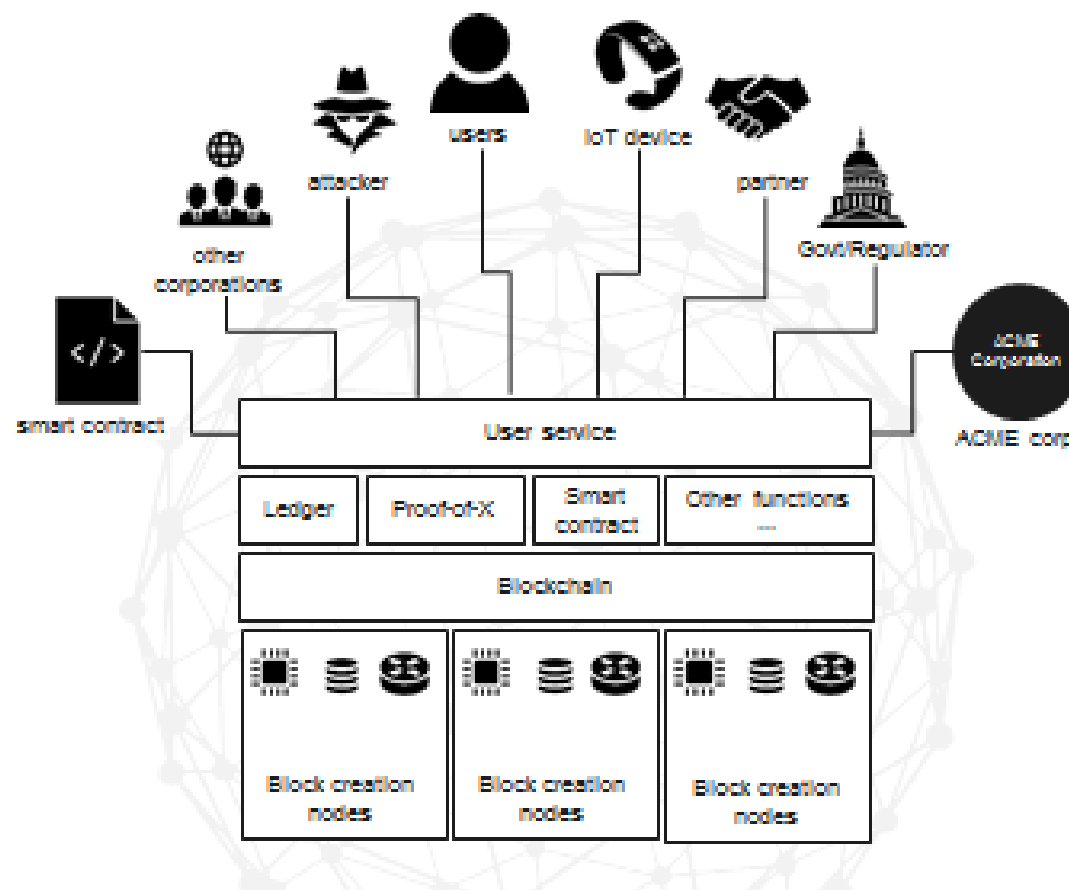 users
IoT device
attacker
partner
other
corporations
Govt/Regulator
smart contract
ACME
Corporation
ACME corp
User service
Ledger
Proof-of-X
Smart
contract
Other functions
...
Blockchain
Block creation
nodes
Block creation
nodes
Block creation
nodes